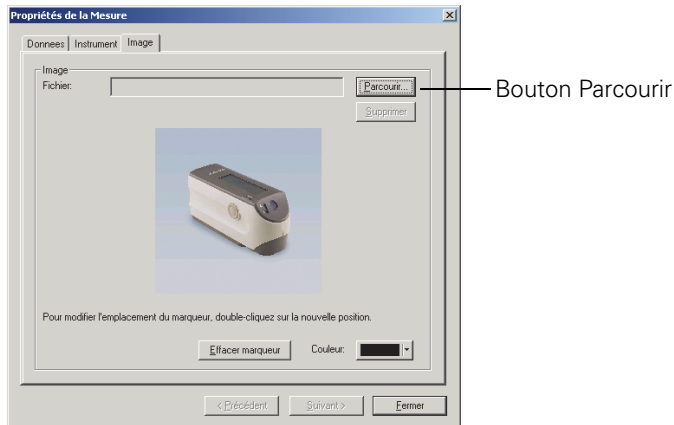 Propriétés de la Mesure
Donnees Instrument Image
Image
Fichier: Parcourir...
Bouton Parcourir
Supprimer
Pour modifier l'emplacement du marqueur, double-cliquez sur la nouvelle position.
Effacer marqueur Couleur:
< Précédent Suivant > Fermer